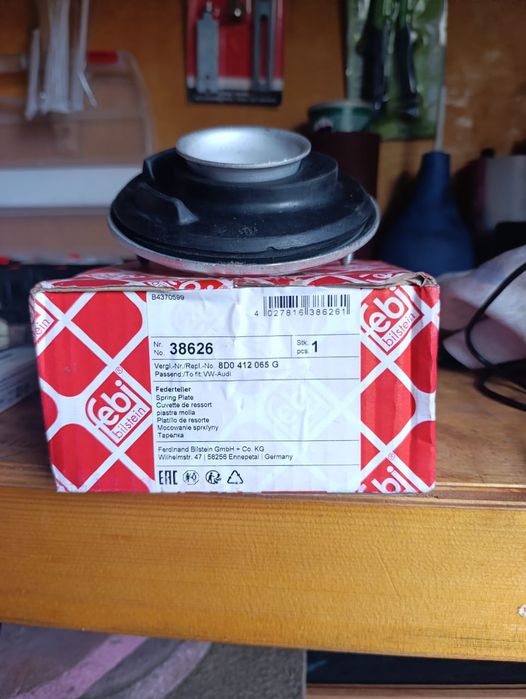 B4370599
4 027816 386261
Nr.
No. 38626
Stk.
pcs. 1
Vergl.-Nr./Repl.-No. 8D0 412 065 G
Passend:/To fit: VW-Audi
Federteller
Spring Plate
Cuvette de ressort
piastra molla
Platillo de resorte
Mocowanie sprężyny
Тарелка
Ferdinand Bilstein GmbH + Co. KG
Wilhelmstr. 47 | 58256 Ennepetal | Germany
EAC
febi
bilstein
febi
bilstein